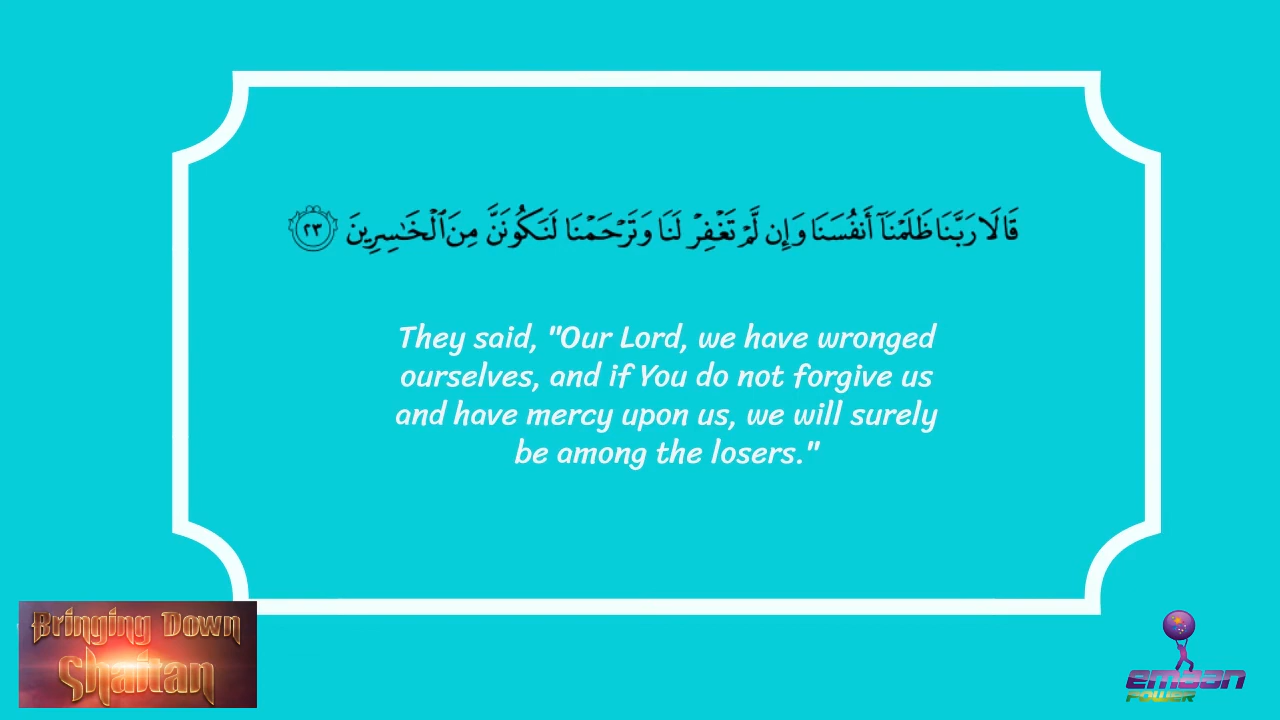 قَالَا رَبَّنَا ظَلَمْنَآ أَنفُسَنَا وَإِن لَّمْ تَغْفِرْ لَنَا وَتَرْحَمْنَا لَنَكُونَنَّ مِنَ ٱلْخَـٰسِرِينَ ٢٣
They said, "Our Lord, we have wronged
ourselves, and if You do not forgive us
and have mercy upon us, we will surely
be among the losers."
Bringing Down
Shaitan
emaan
POWER